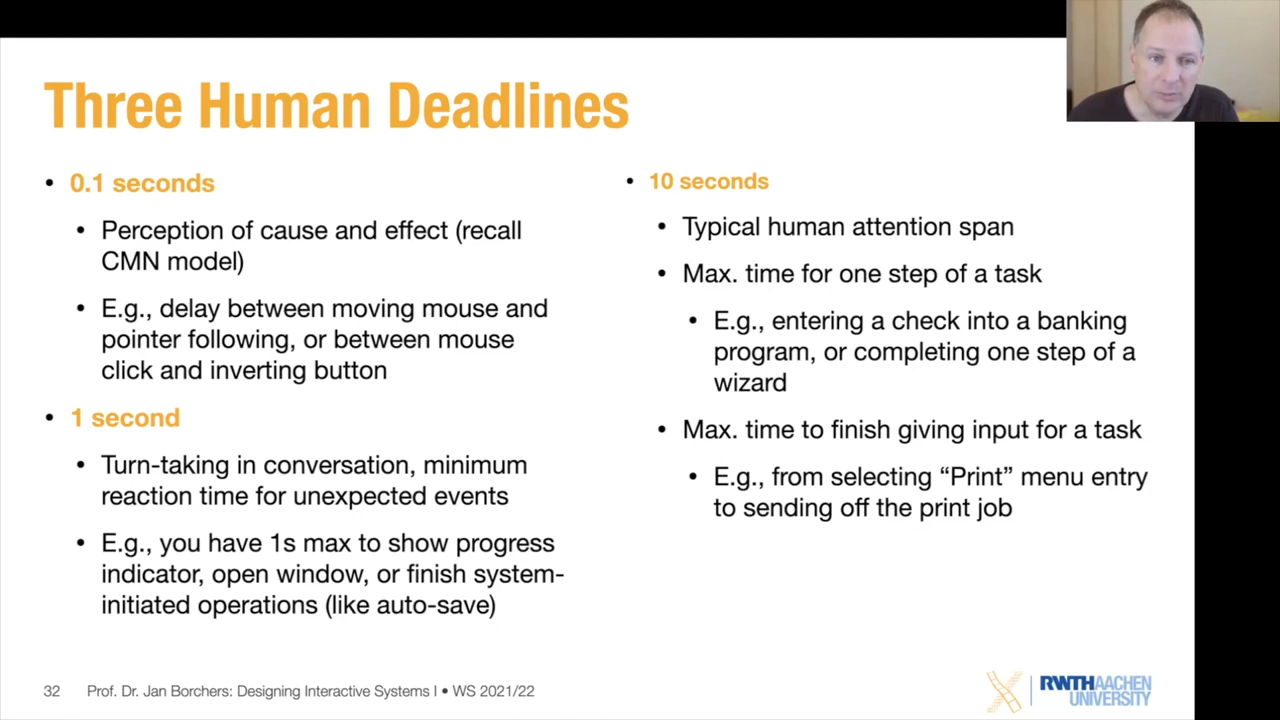 Three Human Deadlines
• 0.1 seconds
• Perception of cause and effect (recall
CMN model)
• E.g., delay between moving mouse and
pointer following, or between mouse
click and inverting button
• 1 second
• Turn-taking in conversation, minimum
reaction time for unexpected events
• E.g., you have 1s max to show progress
indicator, open window, or finish system-
initiated operations (like auto-save)
• 10 seconds
• Typical human attention span
• Max. time for one step of a task
• E.g., entering a check into a banking
program, or completing one step of a
wizard
• Max. time to finish giving input for a task
• E.g., from selecting “Print” menu entry
to sending off the print job
32 Prof. Dr. Jan Borchers: Designing Interactive Systems I • WS 2021/22
RWTHAACHEN
UNIVERSITY